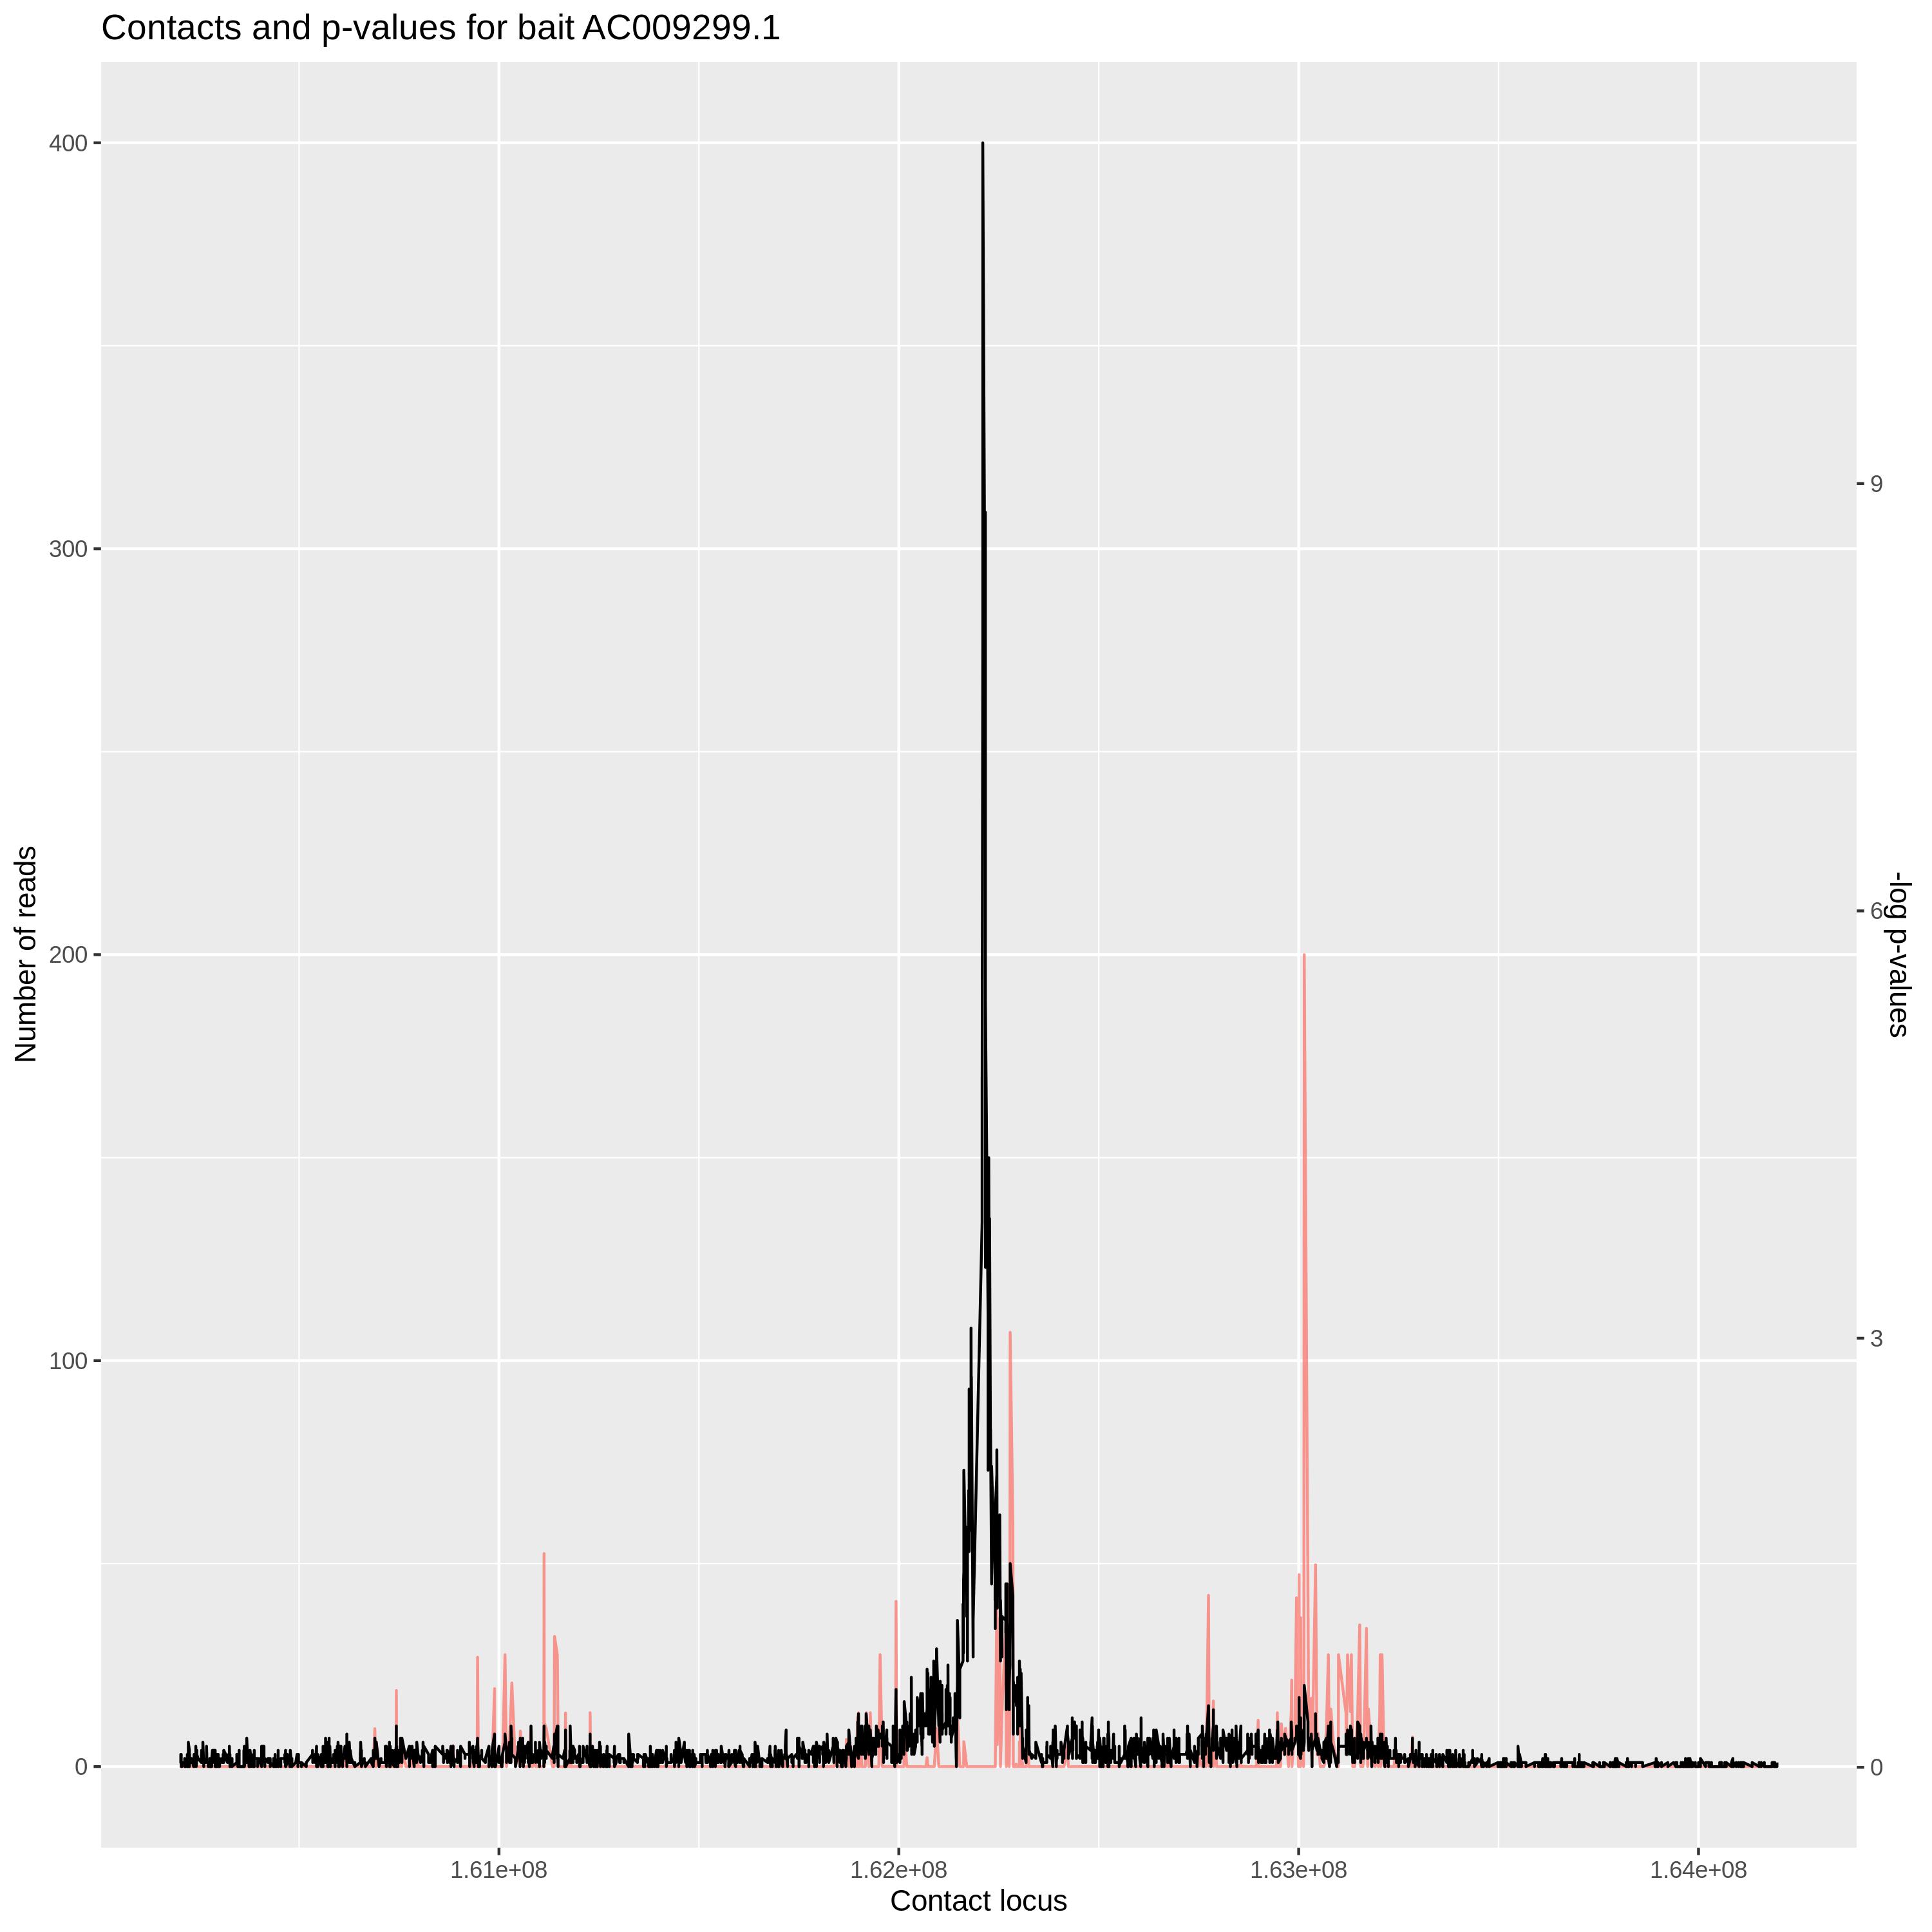 Contacts and p-values for bait AC009299.1
400
300
200
100
0
Number of reads
9
6
3
0
-log p-values
1.61e+08
1.62e+08
1.63e+08
1.64e+08
Contact locus